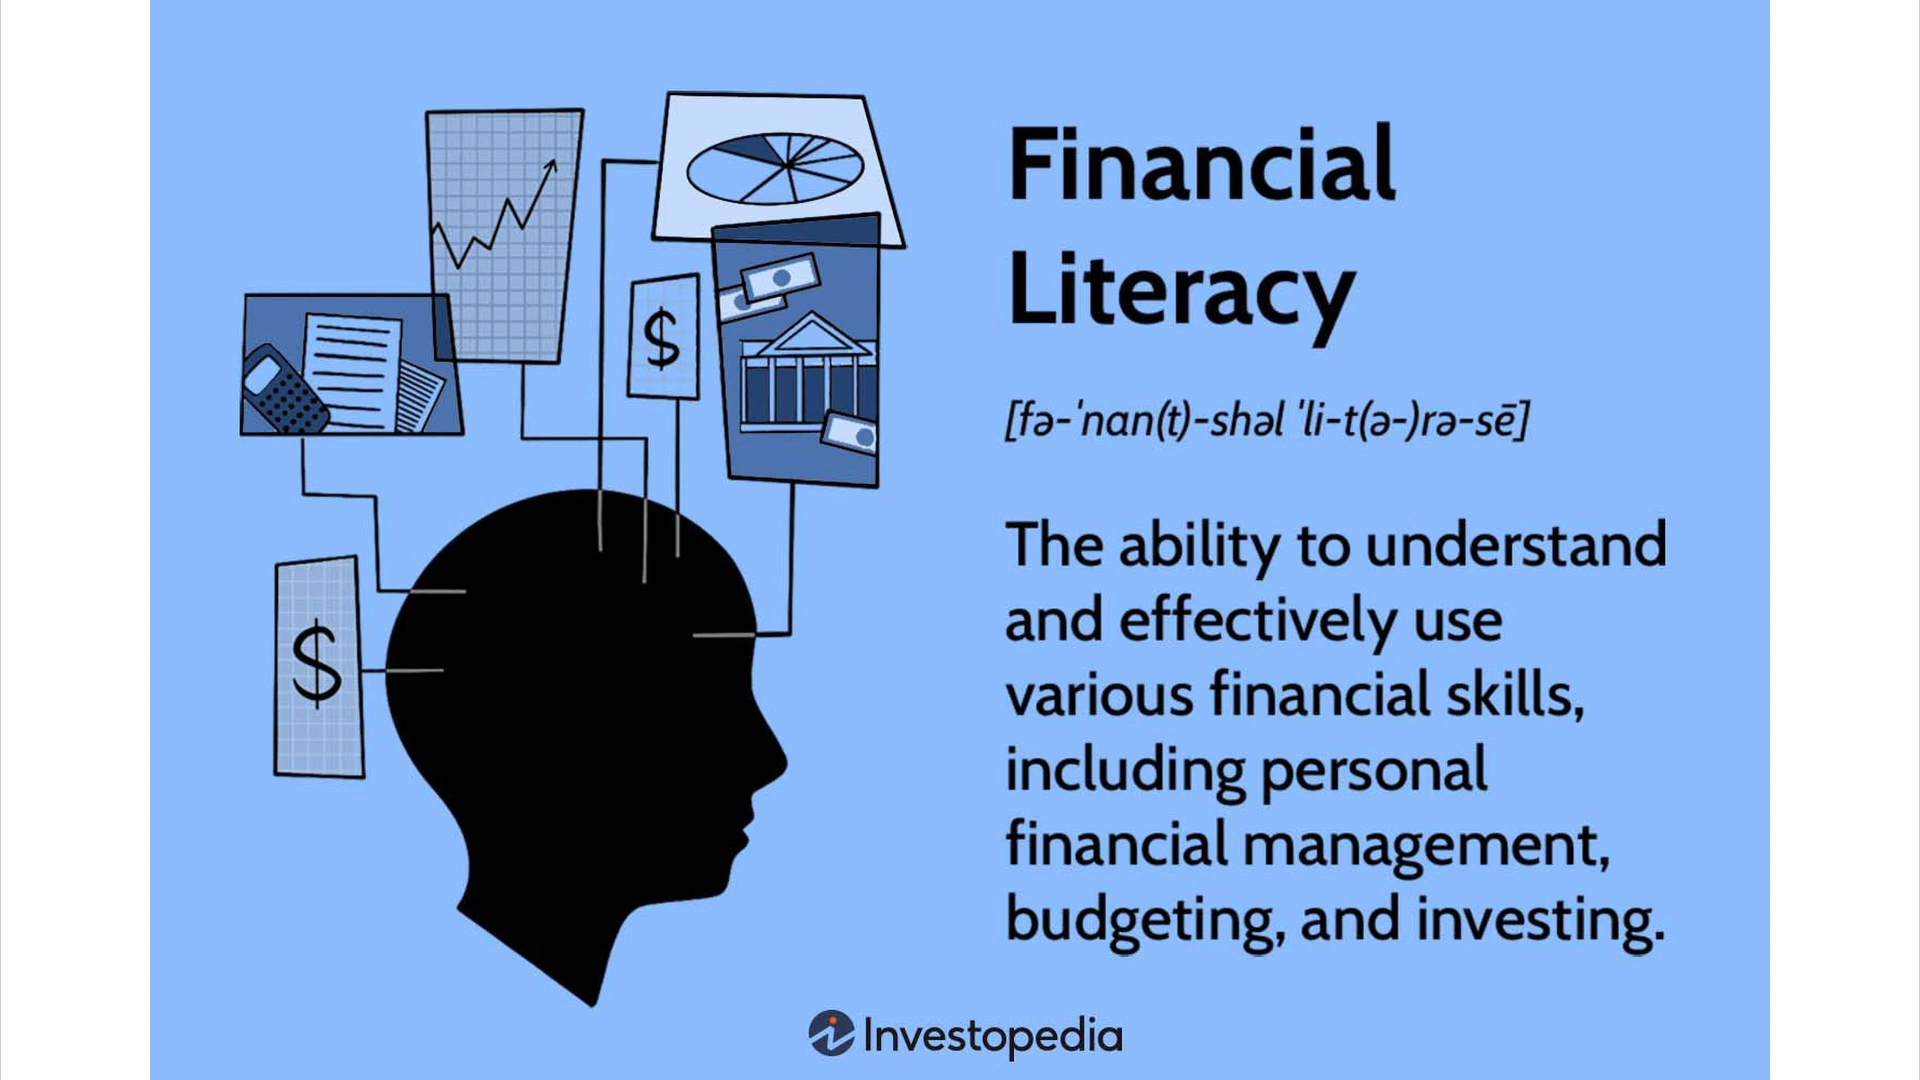 Financial
Literacy
[fə-ˈnan(t)-shəl ˈli-t(ə-)rə-sē]
The ability to understand
and effectively use
various financial skills,
including personal
financial management,
budgeting, and investing.
$
$
Investopedia